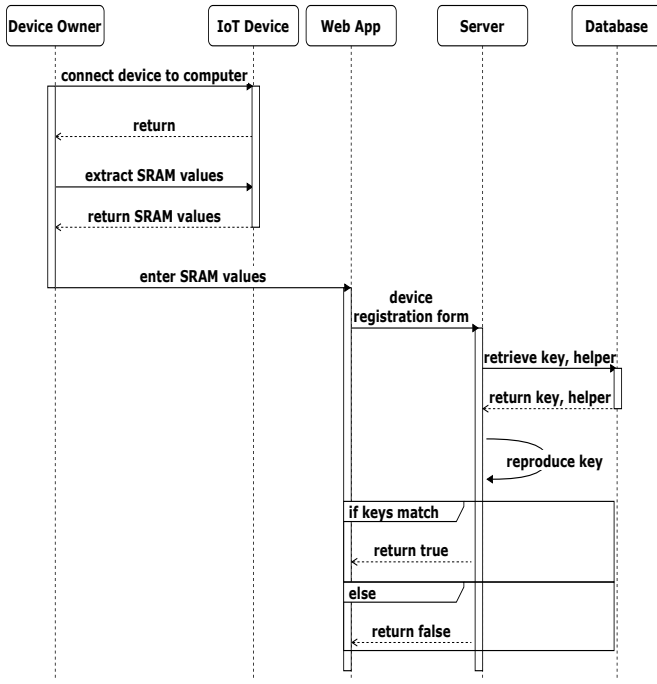 Device Owner
IoT Device
Web App
Server
Database
connect device to computer
return
extract SRAM values
return SRAM values
enter SRAM values
device
registration form
retrieve key, helper
return key, helper
reproduce key
if keys match
return true
else
return false